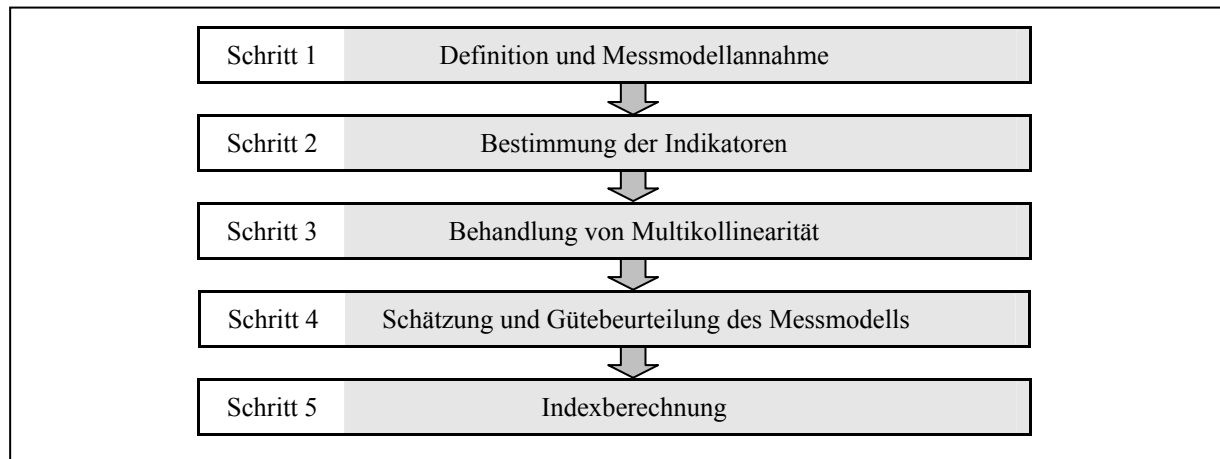 Schritt 1 Definition und Messmodellannahme
Schritt 2 Bestimmung der Indikatoren
Schritt 3 Behandlung von Multikollinearität
Schritt 4 Schätzung und Gütebeurteilung des Messmodells
Schritt 5 Indexberechnung